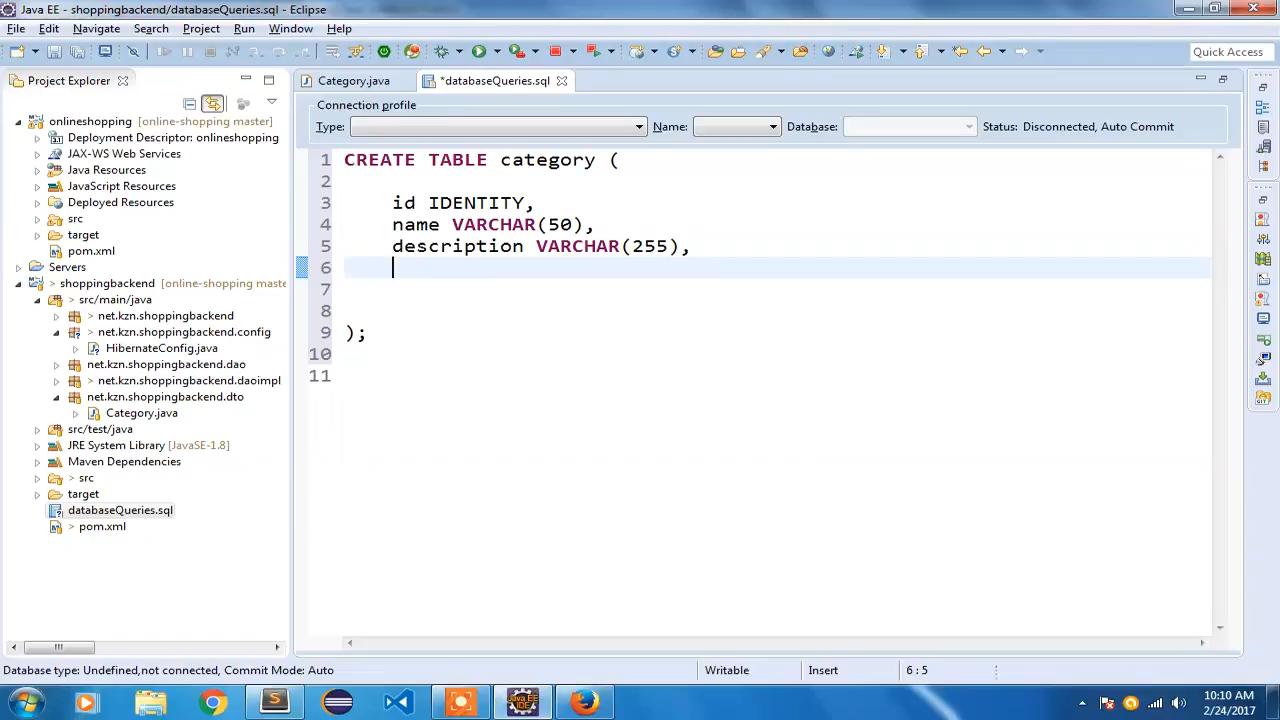 Java EE - shoppingbackend/databaseQueries.sql - Eclipse
File Edit Navigate Search Project Run Window Help
Quick Access
Project Explorer
Category.java
*databaseQueries.sql
Connection profile
Type: Name: Database: Status: Disconnected, Auto Commit
onlineshopping [online-shopping master]
Deployment Descriptor: onlineshopping
JAX-WS Web Services
Java Resources
JavaScript Resources
Deployed Resources
src
target
pom.xml
Servers
> shoppingbackend [online-shopping maste
> src/main/java
> net.kzn.shoppingbackend
> net.kzn.shoppingbackend.config
HibernateConfig.java
net.kzn.shoppingbackend.dao
> net.kzn.shoppingbackend.daoimpl
net.kzn.shoppingbackend.dto
Category.java
src/test/java
JRE System Library [JavaSE-1.8]
Maven Dependencies
> src
target
databaseQueries.sql
> pom.xml
1 CREATE TABLE category (
2
3 id IDENTITY,
4 name VARCHAR(50),
5 description VARCHAR(255),
6
7
8
9 );
10
11
Database type: Undefined,not connected, Commit Mode: Auto
Writable
Insert
6 : 5
Java EE
IDE
10:10 AM
2/24/2017